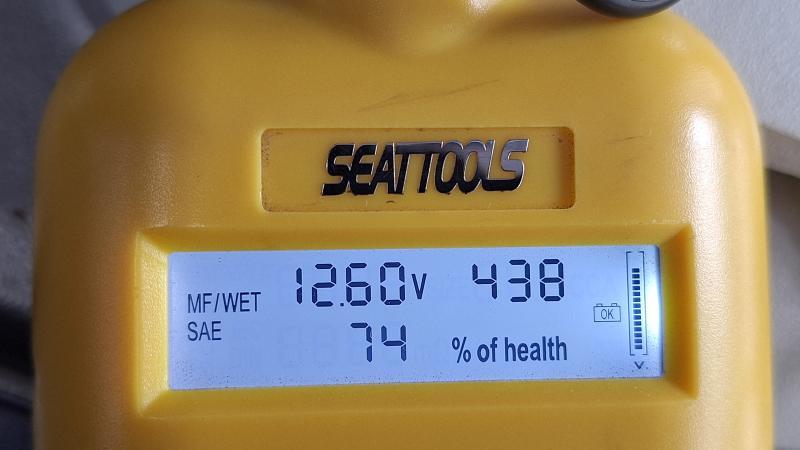 SEATTOOLS
MF/WET 12.60V 438
SAE 74 % of health
OK